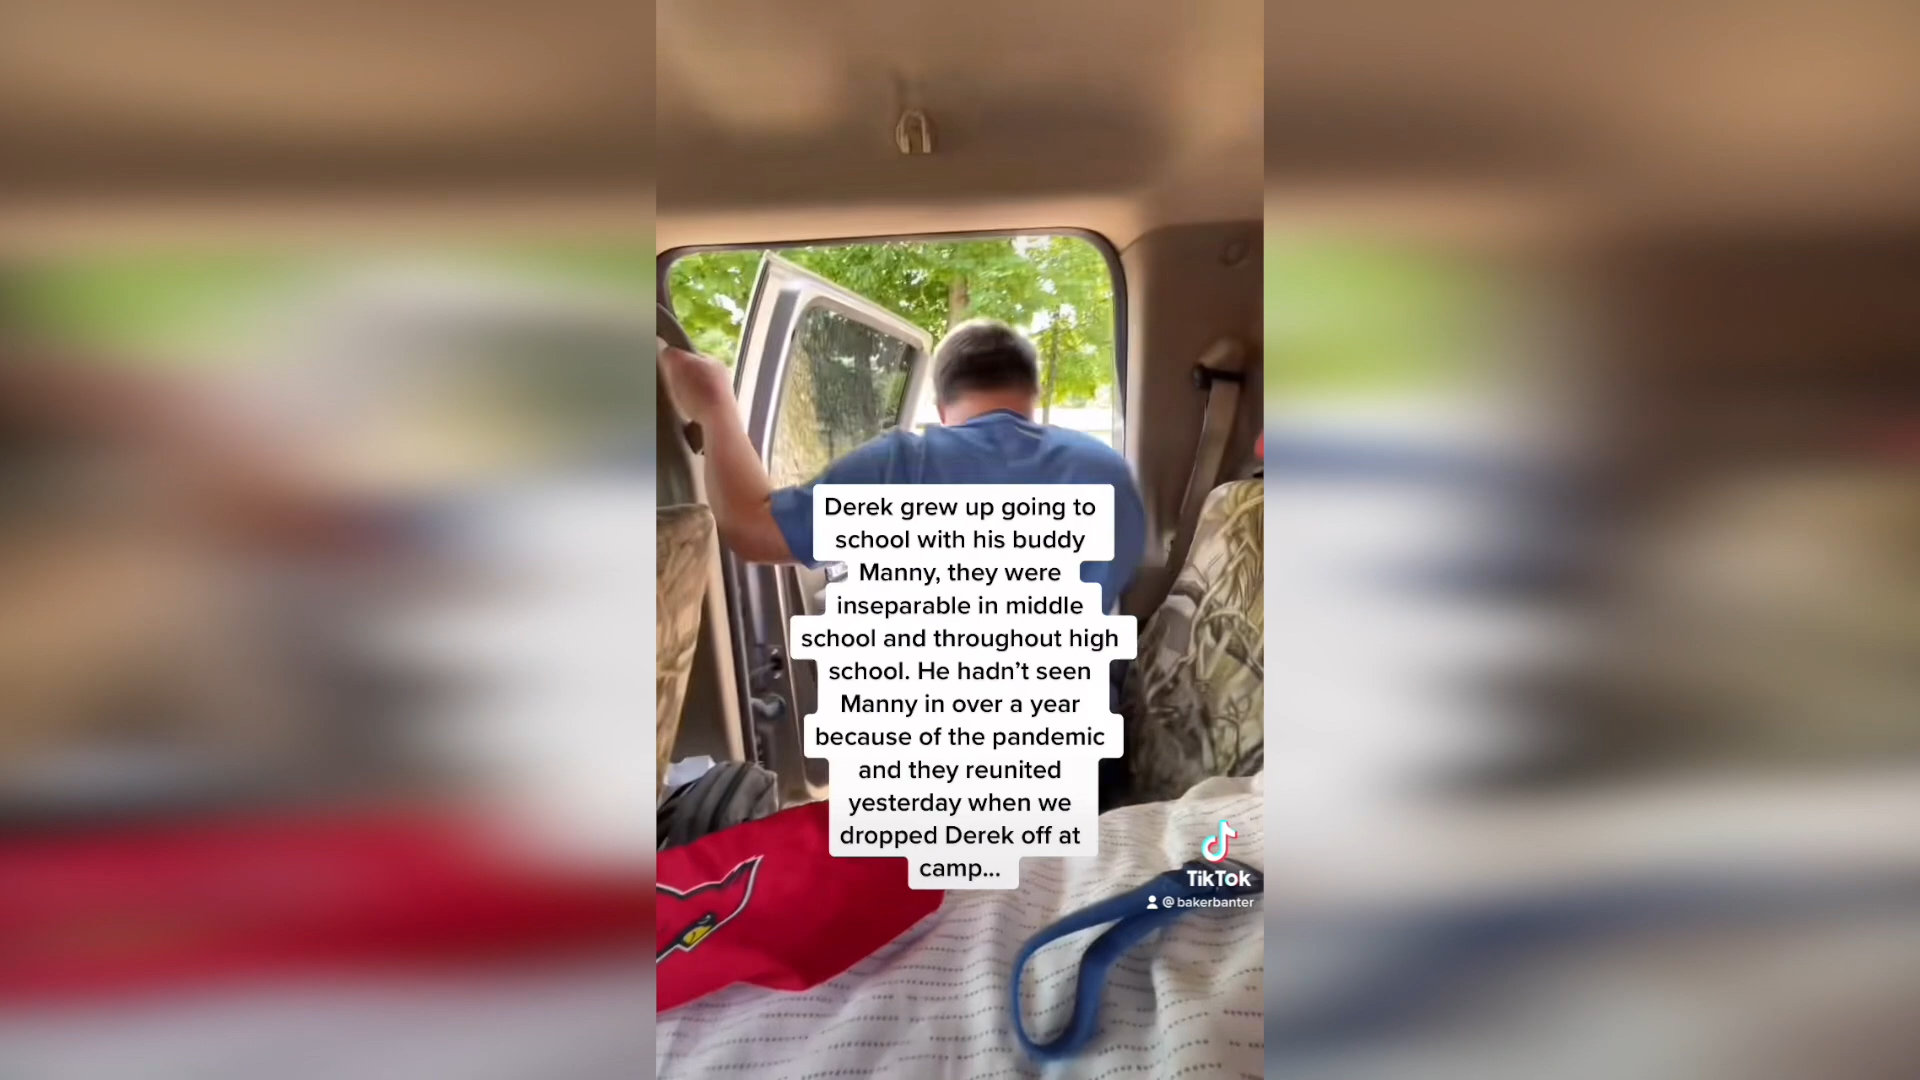 Derek grew up going to
school with his buddy
Manny, they were
inseparable in middle
school and throughout high
school. He hadn’t seen
Manny in over a year
because of the pandemic
and they reunited
yesterday when we
dropped Derek off at
camp...
TikTok
@bakerbanter